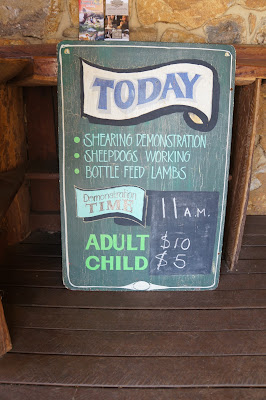 TODAY
• SHEARING DEMONSTRATION
• SHEEPDOGS WORKING
• BOTTLE FEED LAMBS
Demonstration
TIME
11 A.M.
ADULT $10
CHILD $5